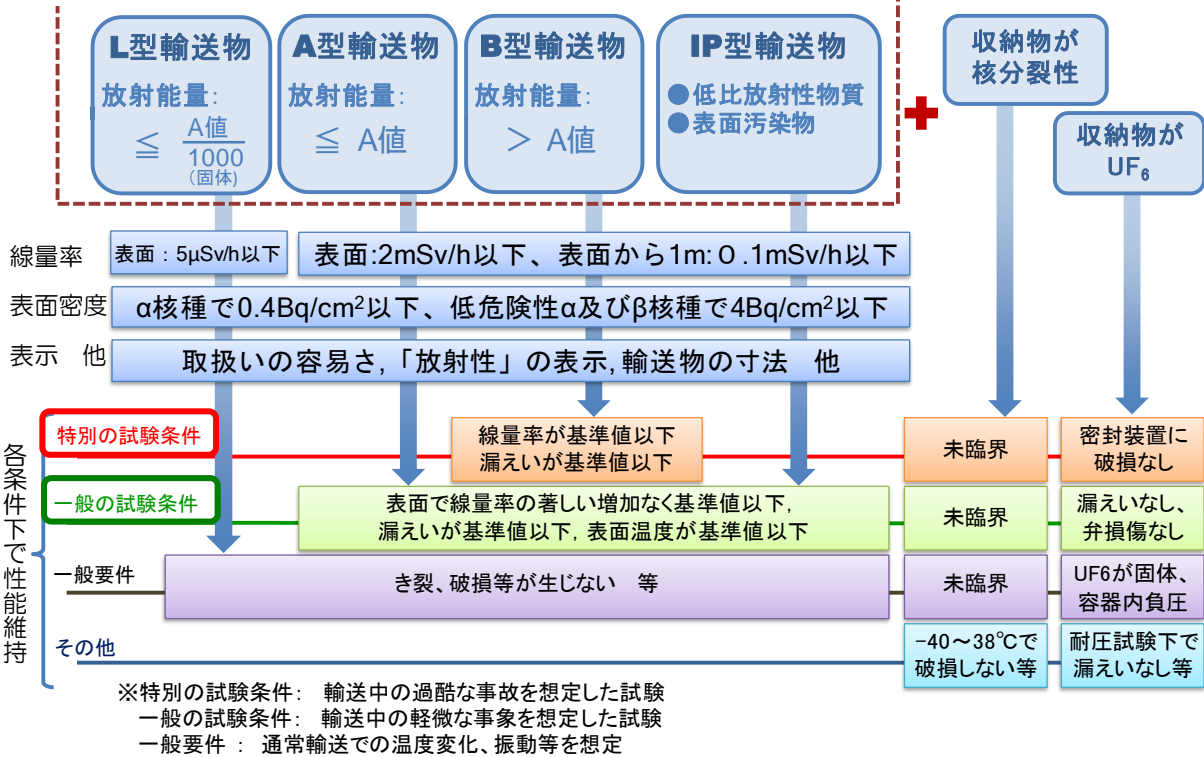 L型輸送物
放射能量:
≦ A値
1000
(固体)
A型輸送物
放射能量:
≦ A値
B型輸送物
放射能量:
＞ A値
IP型輸送物
●低比放射性物質
●表面汚染物
収納物が
核分裂性
収納物が
UF6
線量率
表面：5μSv/h以下
表面:2mSv/h以下、表面から1m:０.1mSv/h以下
表面密度
α核種で0.4Bq/cm2以下、低危険性α及びβ核種で4Bq/cm2以下
表示　他
取扱いの容易さ,「放射性」の表示,輸送物の寸法　他
各条件下で性能維持
特別の試験条件
線量率が基準値以下
漏えいが基準値以下
未臨界
密封装置に
破損なし
一般の試験条件
表面で線量率の著しい増加なく基準値以下,
漏えいが基準値以下,表面温度が基準値以下
未臨界
漏えいなし、
弁損傷なし
一般要件
き裂、破損等が生じない　等
未臨界
UF6が固体、
容器内負圧
その他
-40～38℃で
破損しない等
耐圧試験下で
漏えいなし等
※特別の試験条件：　輸送中の過酷な事故を想定した試験
一般の試験条件：　輸送中の軽微な事象を想定した試験
一般要件 ：　通常輸送での温度変化、振動等を想定